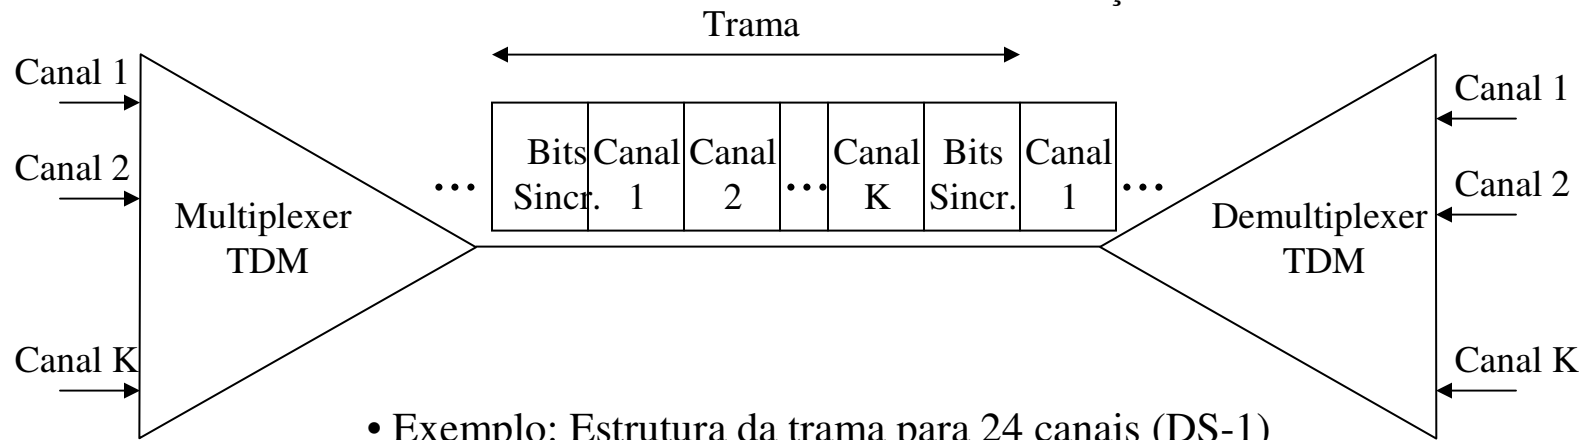 Trama
Canal 1
Canal 2
Canal K
Multiplexer
TDM
...
Bits Sincr.
Canal 1
Canal 2
...
Canal K
Bits Sincr.
Canal 1
...
Demultiplexer
TDM
Canal 1
Canal 2
Canal K
• Exemplo: Estrutura da trama para 24 canais (DS-1)